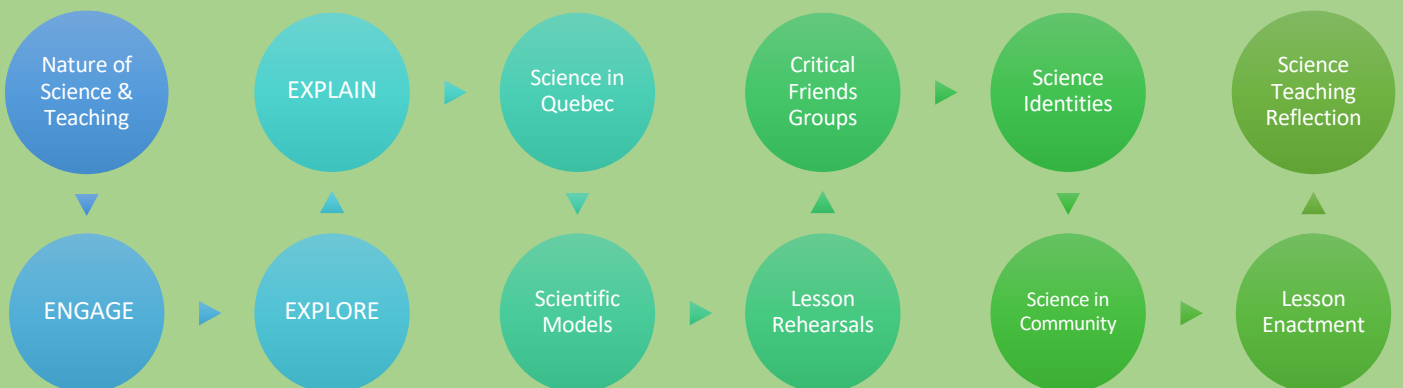 Nature of
Science &
Teaching
ENGAGE
EXPLORE
EXPLAIN
Science in
Quebec
Scientific
Models
Lesson
Rehearsals
Critical
Friends
Groups
Science
Identities
Science in
Community
Lesson
Enactment
Science
Teaching
Reflection